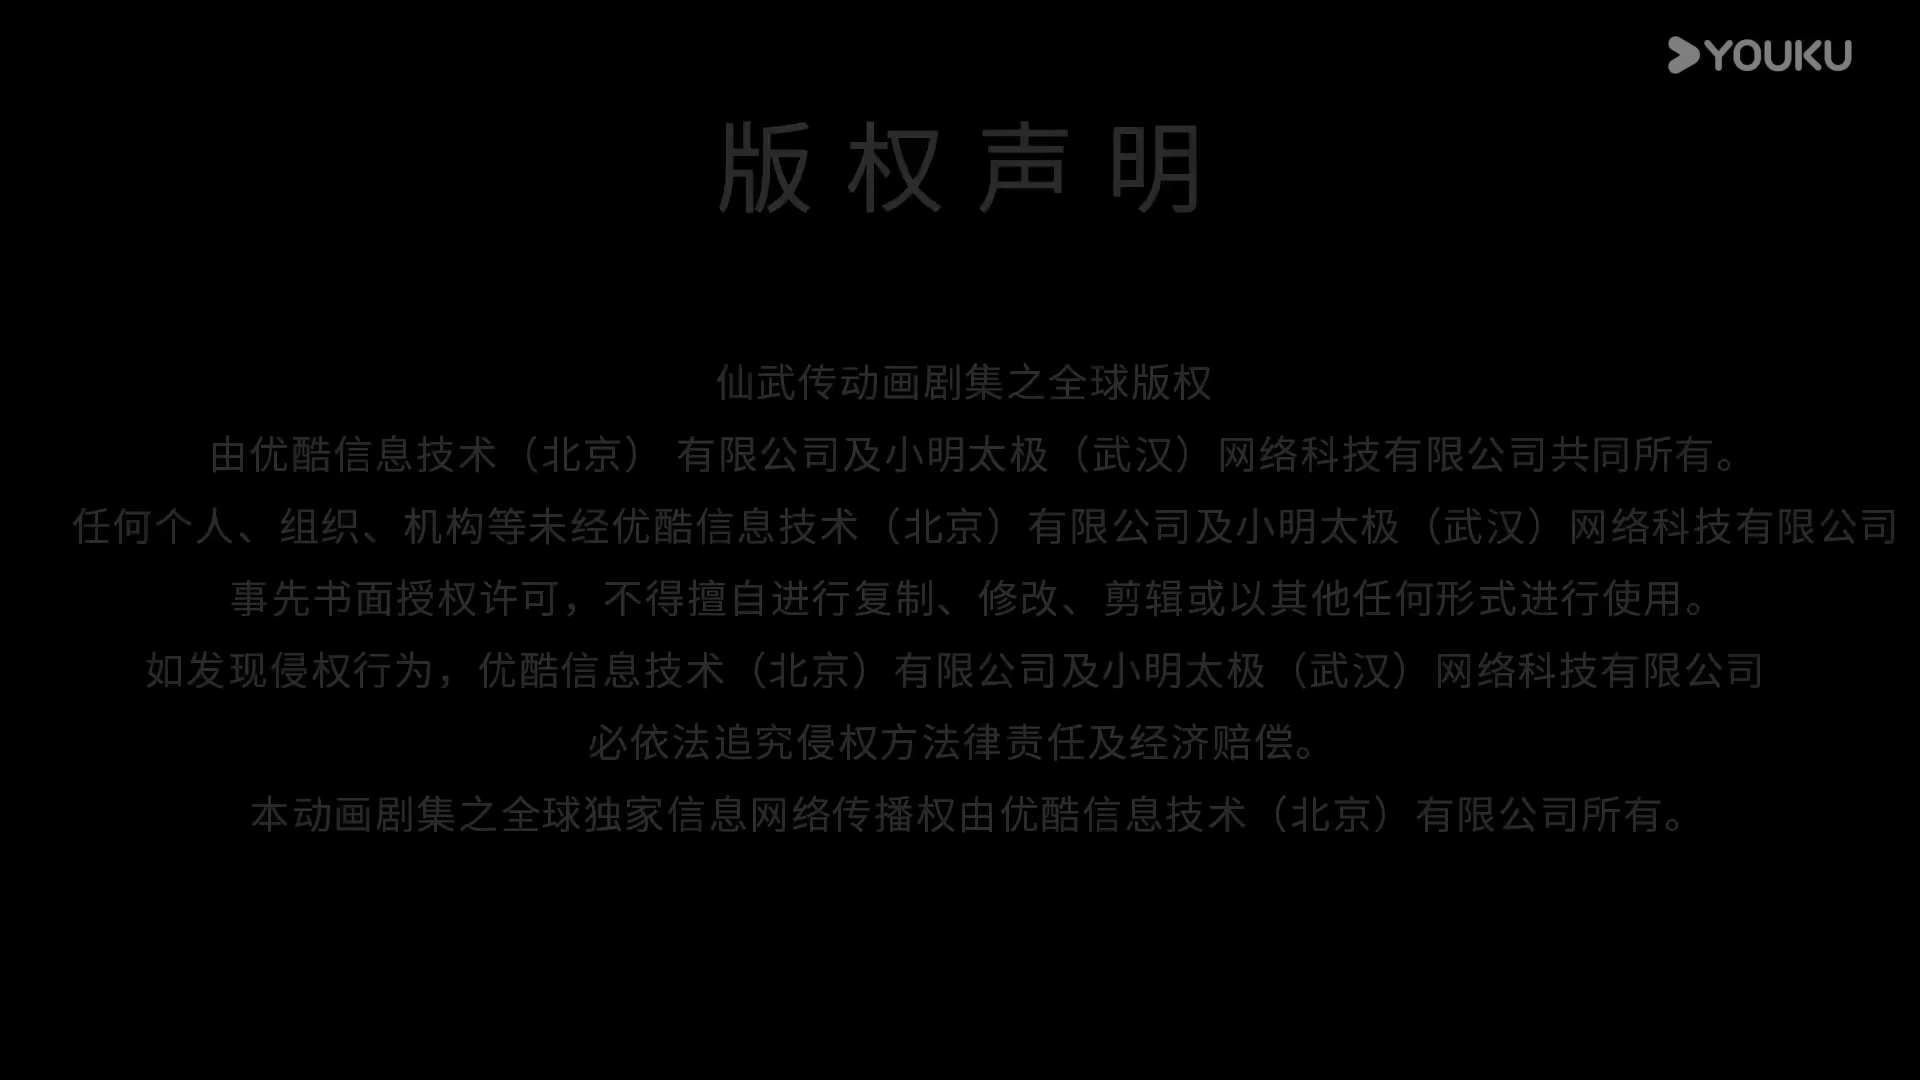 YOUKU
版权声明
仙武传动画剧集之全球版权
由优酷信息技术（北京） 有限公司及小明太极（武汉）网络科技有限公司共同所有。
任何个人、组织、机构等未经优酷信息技术（北京）有限公司及小明太极（武汉）网络科技有限公司
事先书面授权许可，不得擅自进行复制、修改、剪辑或以其他任何形式进行使用。
如发现侵权行为，优酷信息技术（北京）有限公司及小明太极（武汉）网络科技有限公司
必依法追究侵权方法律责任及经济赔偿。
本动画剧集之全球独家信息网络传播权由优酷信息技术（北京）有限公司所有。